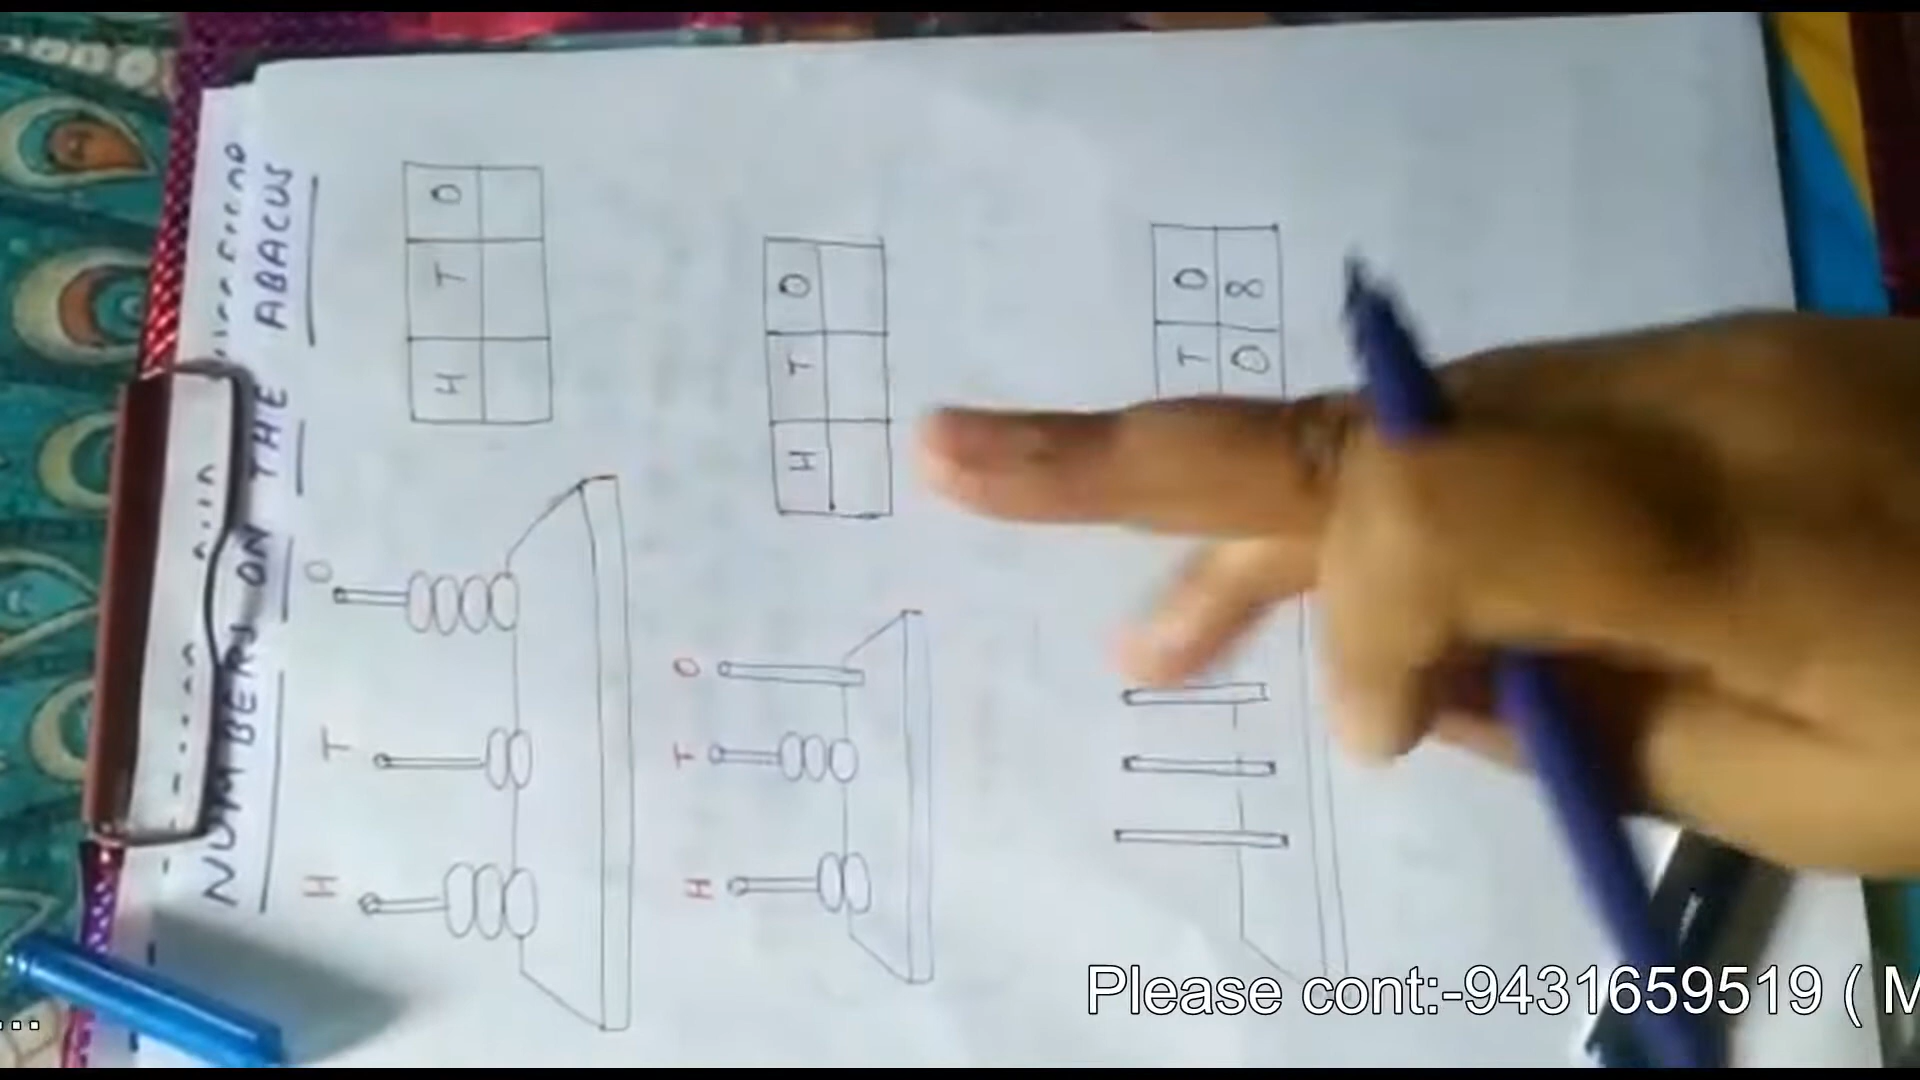 NUMBERS ON THE ABACUS
H T O
H T O
H T O
H T O
T O
0 8
Please cont:-9431659519 ( M
...